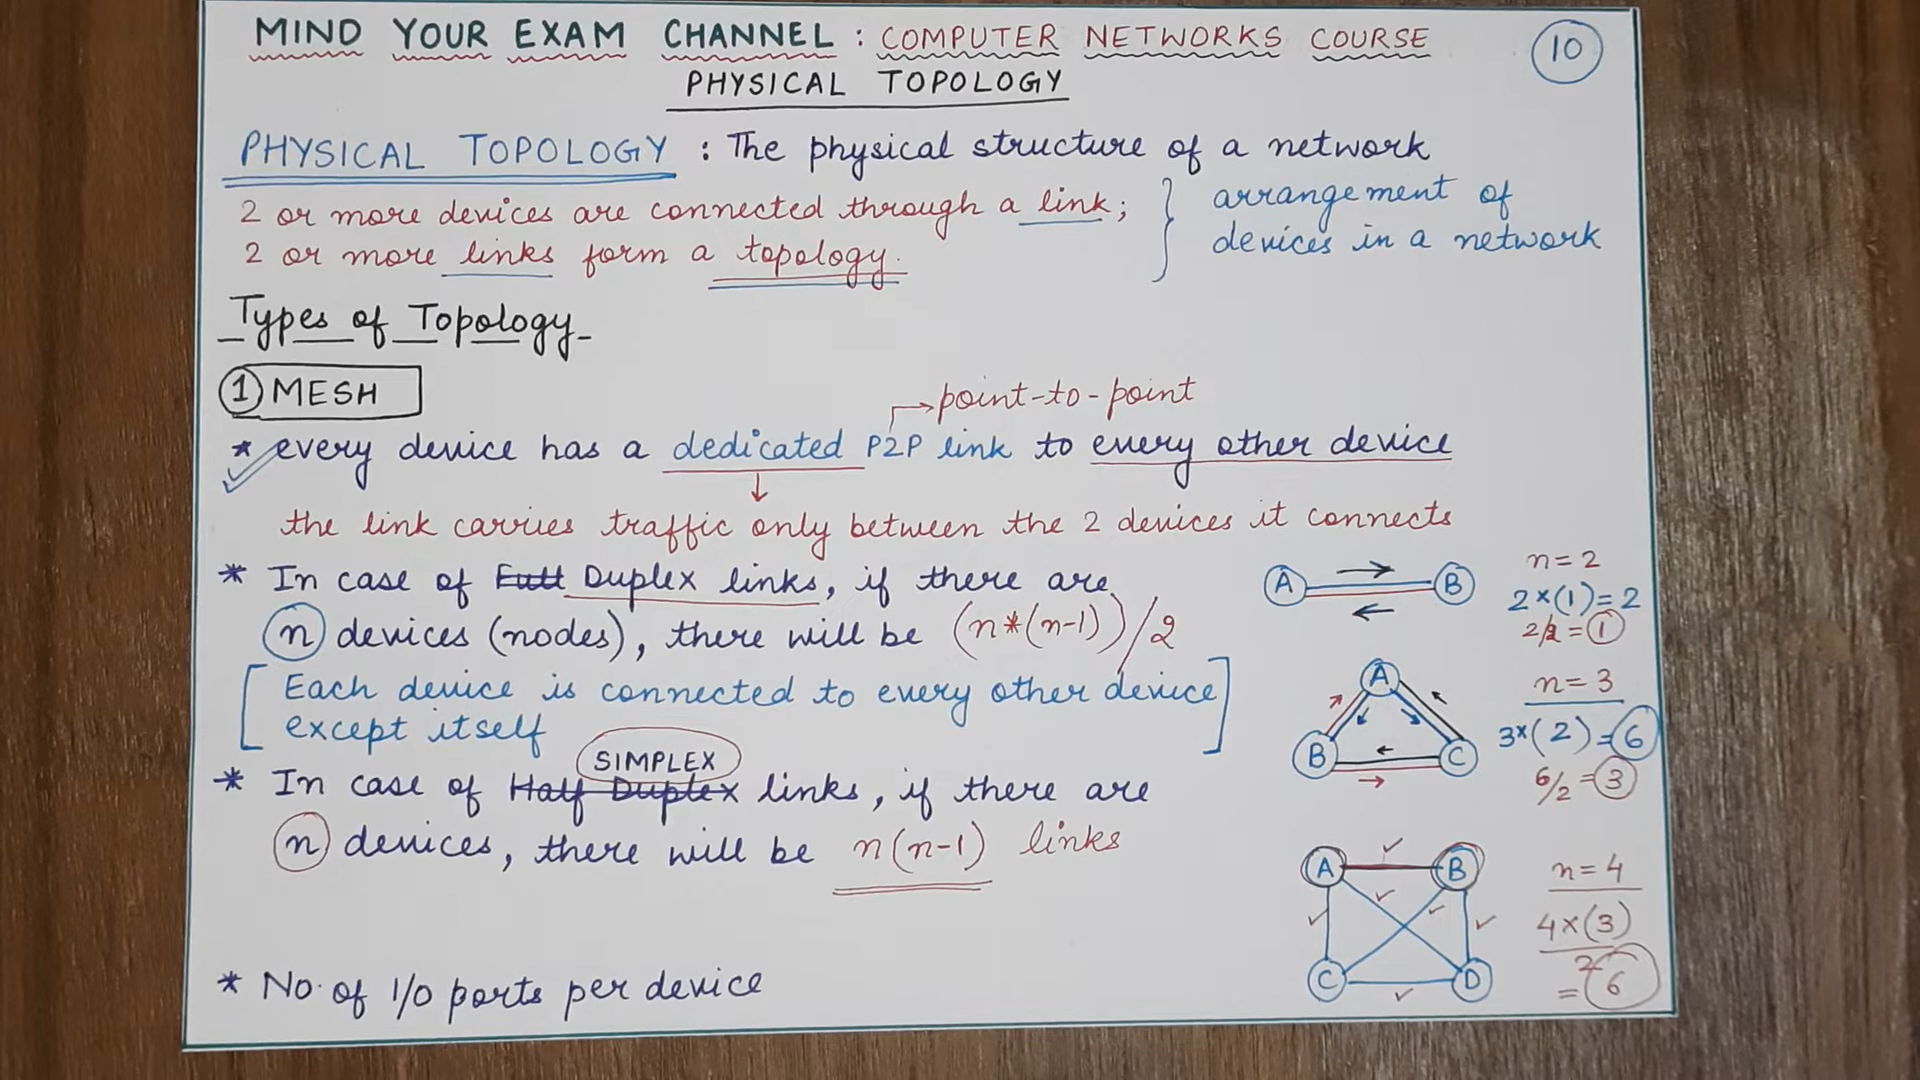 MIND YOUR EXAM CHANNEL : COMPUTER NETWORKS COURSE
10
PHYSICAL TOPOLOGY
PHYSICAL TOPOLOGY : The physical structure of a network
2 or more devices are connected through a link;
2 or more links form a topology.
arrangement of
devices in a network
Types of Topology
1 MESH
point-to-point
* every device has a dedicated P2P link to every other device
the link carries traffic only between the 2 devices it connects
* In case of Full Duplex links, if there are
n devices (nodes), there will be (n*(n-1))/2
[Each device is connected to every other device
except itself]
SIMPLEX
* In case of Half Duplex links, if there are
n devices, there will be n(n-1) links
* No. of I/O ports per device
A B
n=2
2×(1)=2
2/2=1
A
B C
n=3
3×(2)=6
6/2=3
A B
C D
n=4
4×(3)
2
=6